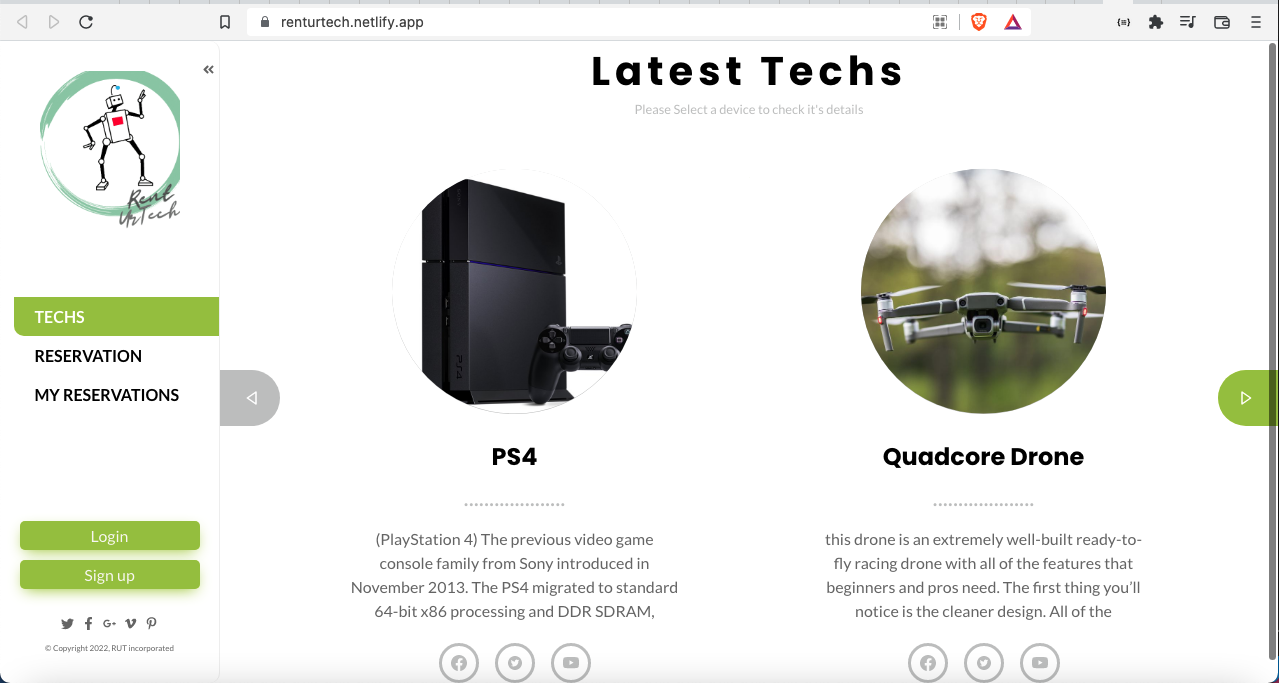 renturtech.netlify.app
Rent
UrTech
TECHS
RESERVATION
MY RESERVATIONS
Login
Sign up
© Copyright 2022, RUT incorporated
Latest Techs
Please Select a device to check it's details
PS4
PS4
(PlayStation 4) The previous video game
console family from Sony introduced in
November 2013. The PS4 migrated to standard
64-bit x86 processing and DDR SDRAM,
Quadcore Drone
this drone is an extremely well-built ready-to-
fly racing drone with all of the features that
beginners and pros need. The first thing you’ll
notice is the cleaner design. All of the